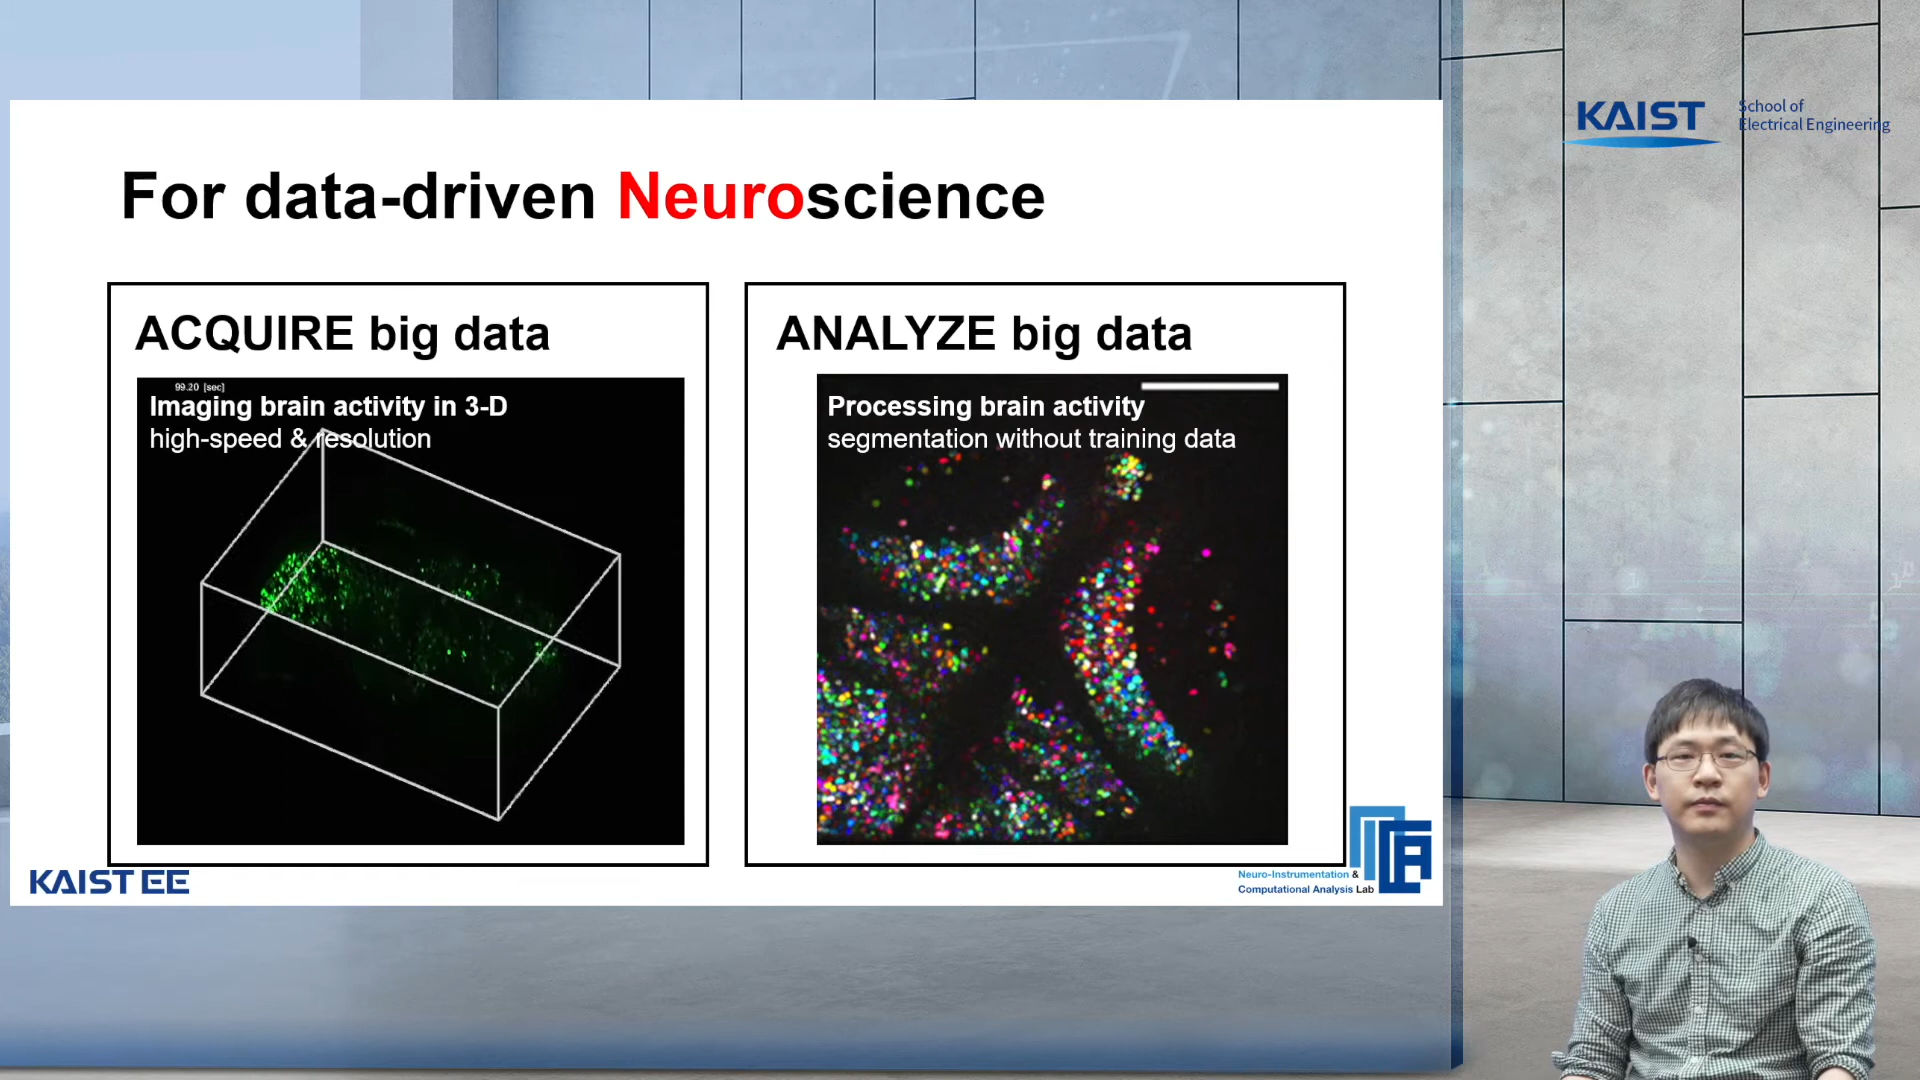 KAIST
School of
Electrical Engineering
For data-driven Neuroscience
ACQUIRE big data
99.20 [sec]
Imaging brain activity in 3-D
high-speed & resolution
ANALYZE big data
Processing brain activity
segmentation without training data
KAIST EE
Neuro-Instrumentation &
Computational Analysis Lab